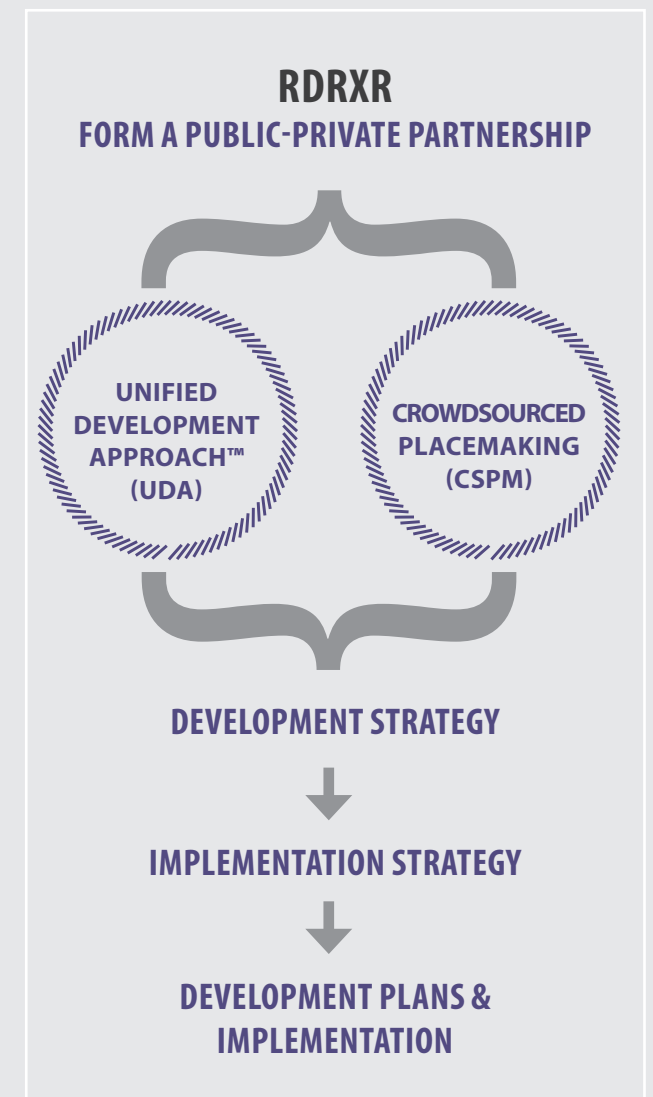 RDRXR
FORM A PUBLIC-PRIVATE PARTNERSHIP
UNIFIED
DEVELOPMENT
APPROACH™
(UDA)
CROWDSOURCED
PLACEMAKING
(CSPM)
DEVELOPMENT STRATEGY
IMPLEMENTATION STRATEGY
DEVELOPMENT PLANS &
IMPLEMENTATION